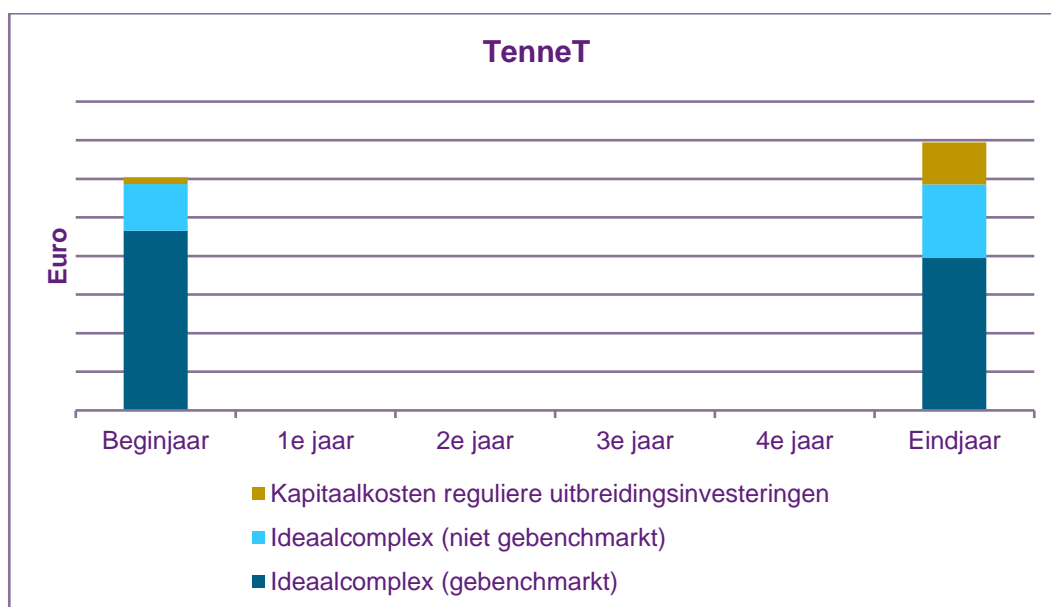 TenneT
Euro
Beginjaar
1e jaar
2e jaar
3e jaar
4e jaar
Eindjaar
Kapitaalkosten reguliere uitbreidingsinvesteringen
Ideaalcomplex (niet gebenchmarkt)
Ideaalcomplex (gebenchmarkt)